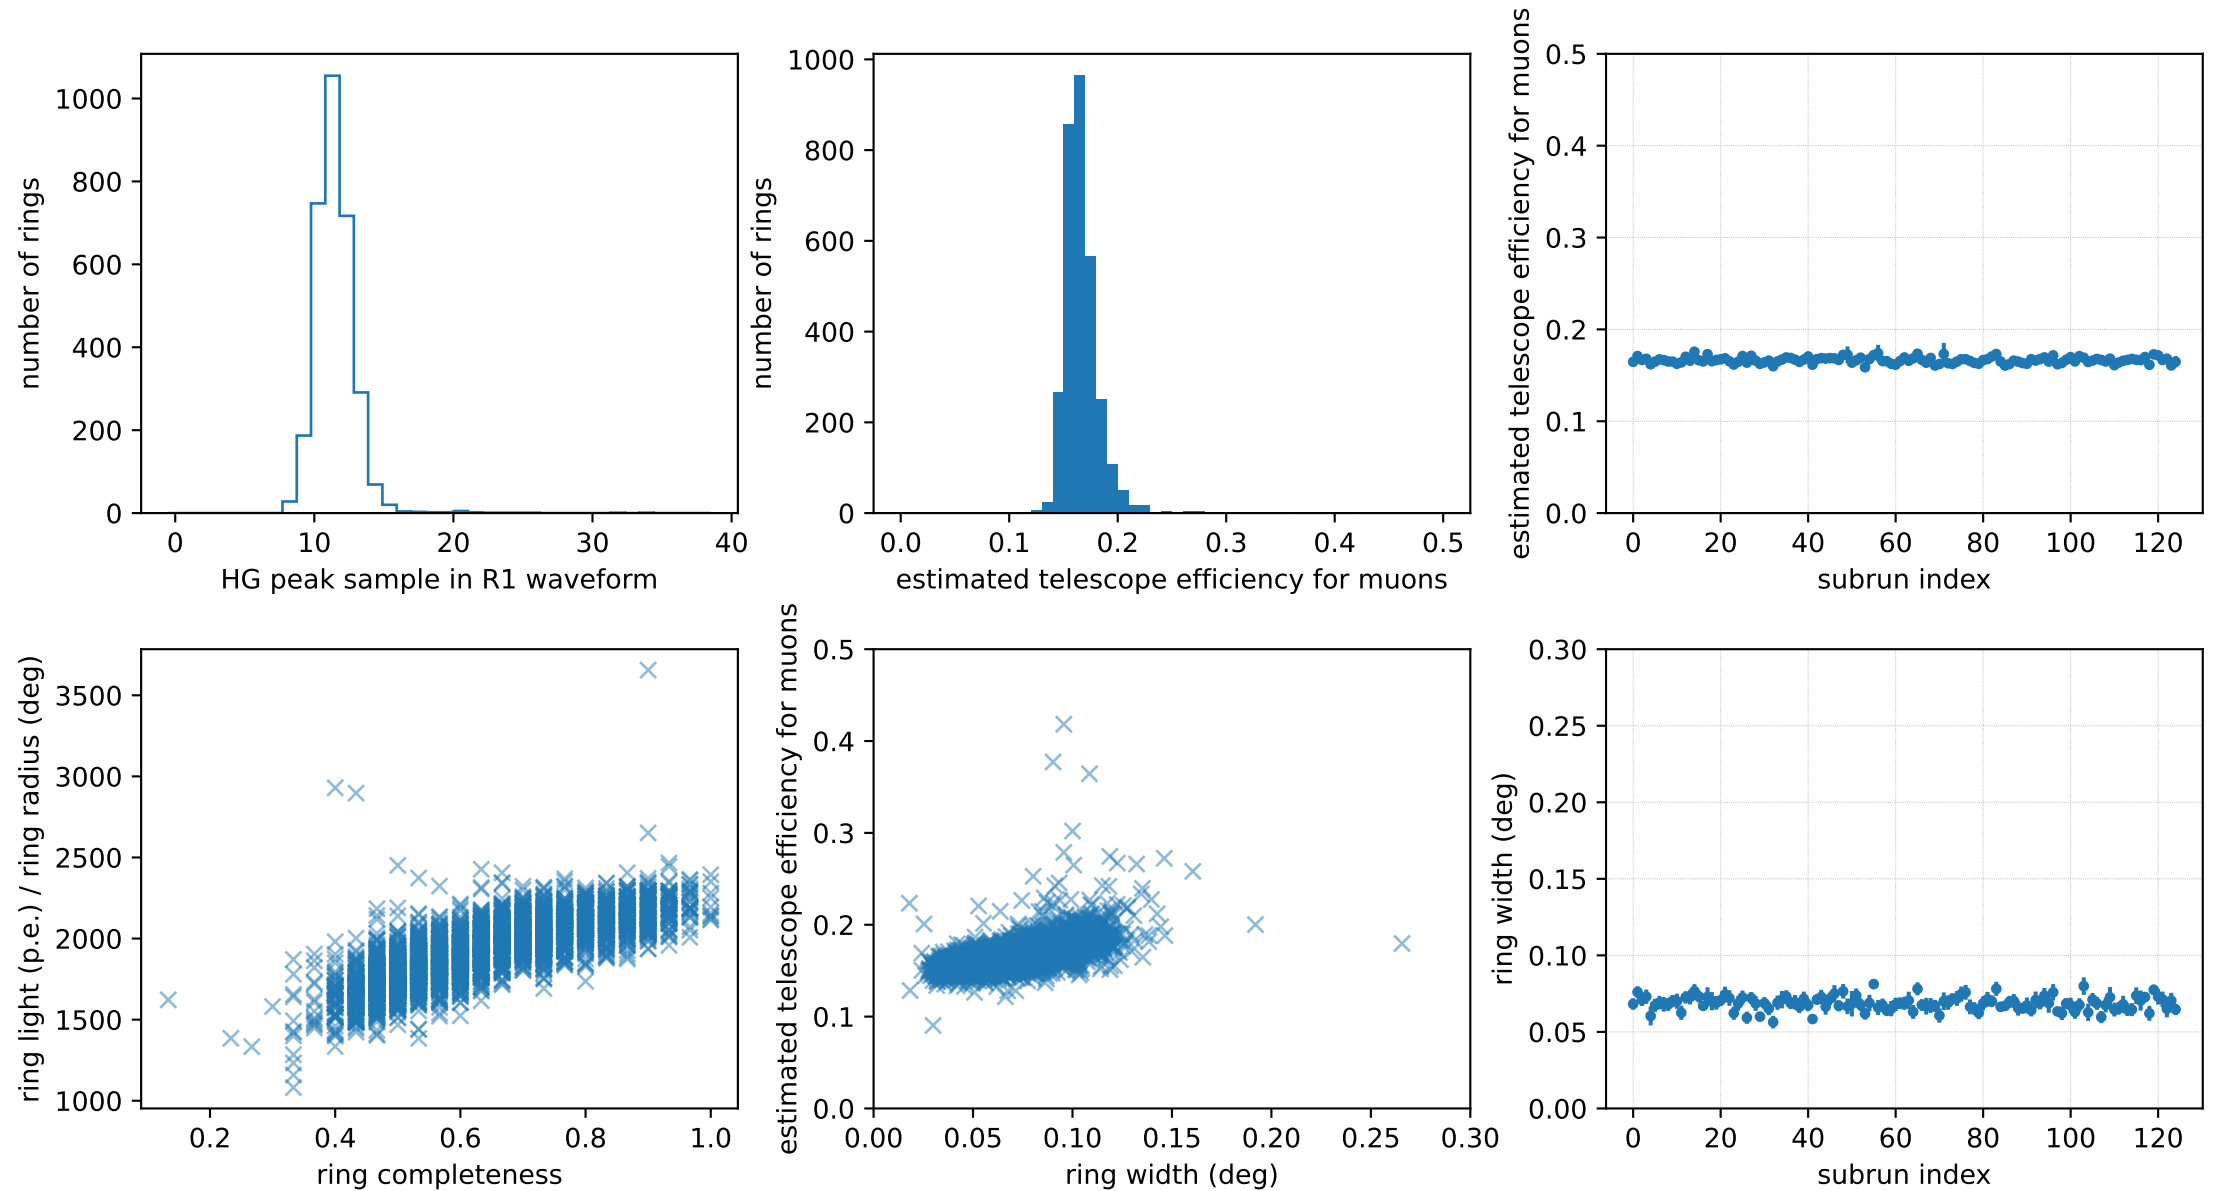 number of rings
1000
800
600
400
200
0
0 10 20 30 40
HG peak sample in R1 waveform
number of rings
1000
800
600
400
200
0
0.0 0.1 0.2 0.3 0.4 0.5
estimated telescope efficiency for muons
estimated telescope efficiency for muons
0.5
0.4
0.3
0.2
0.1
0.0
0 20 40 60 80 100 120
subrun index
ring light (p.e.) / ring radius (deg)
3500
3000
2500
2000
1500
1000
0.2 0.4 0.6 0.8 1.0
ring completeness
estimated telescope efficiency for muons
0.5
0.4
0.3
0.2
0.1
0.0
0.00 0.05 0.10 0.15 0.20 0.25 0.30
ring width (deg)
ring width (deg)
0.30
0.25
0.20
0.15
0.10
0.05
0.00
0 20 40 60 80 100 120
subrun index